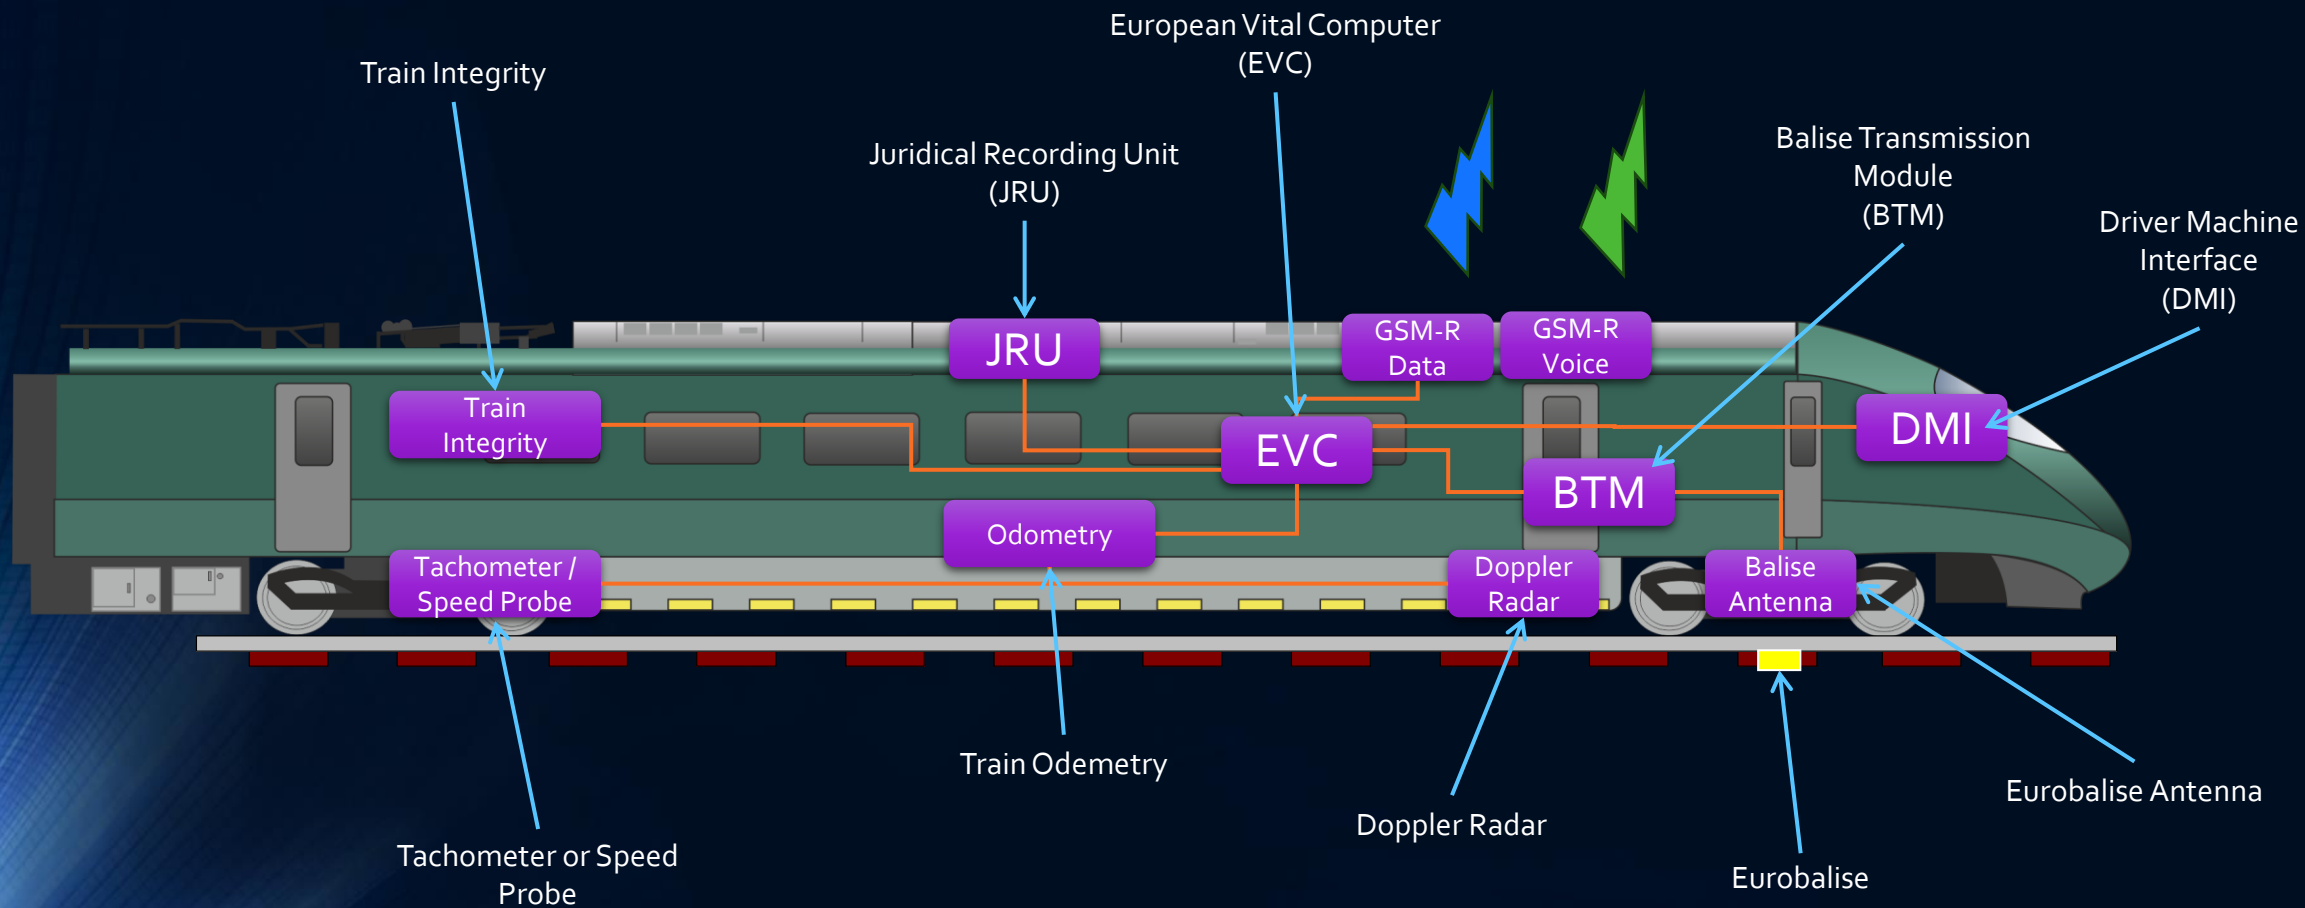 European Vital Computer
(EVC)
Train Integrity
Juridical Recording Unit
(JRU)
Balise Transmission
Module
(BTM)
Driver Machine
Interface
(DMI)
JRU
GSM-R
Data
GSM-R
Voice
Train
Integrity
EVC
DMI
BTM
Odometry
Tachometer /
Speed Probe
Doppler
Radar
Balise
Antenna
Train Odemetry
Eurobalise Antenna
Doppler Radar
Tachometer or Speed
Probe
Eurobalise